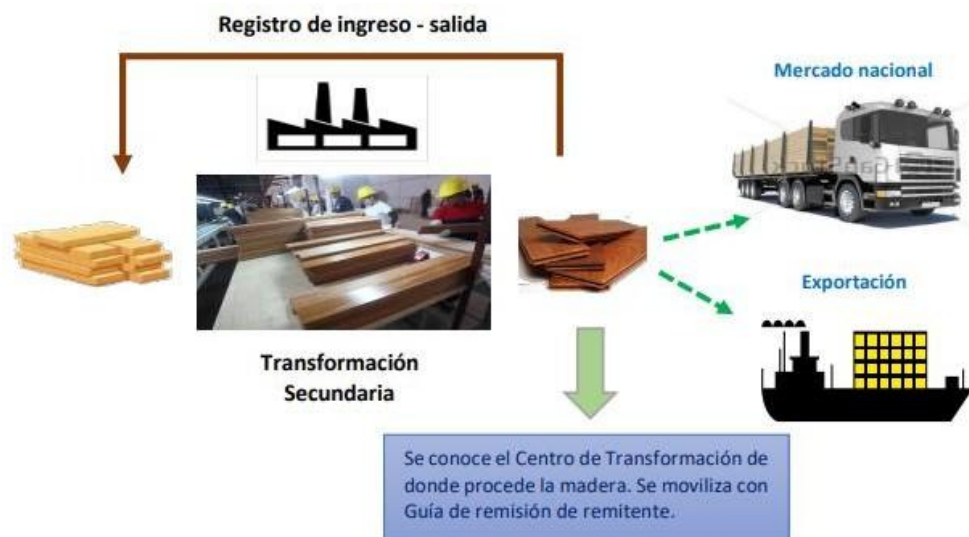 Registro de ingreso - salida
Mercado nacional
Exportación
Transformación
Secundaria
Se conoce el Centro de Transformación de
donde procede la madera. Se moviliza con
Guía de remisión de remitente.